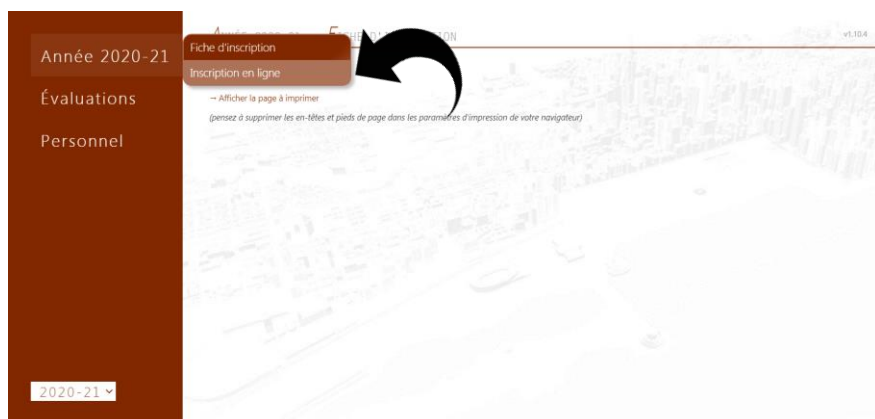 Année 2020-21
Évaluations
Personnel
2020-21
Fiche d'inscription
Inscription en ligne
→ Afficher la page à imprimer
(pensez à supprimer les en-têtes et pieds de page dans les paramètres d'impression de votre navigateur)
v1.10.4